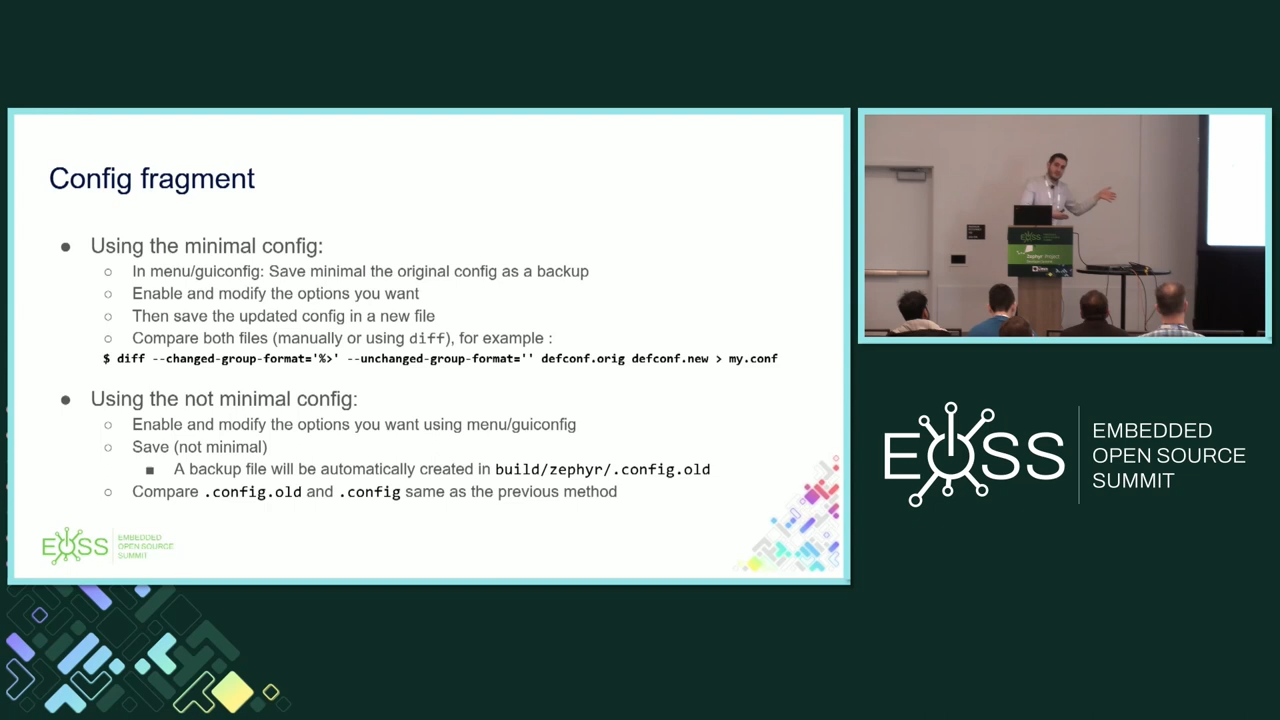 Config fragment
● Using the minimal config:
○ In menu/guiconfig: Save minimal the original config as a backup
○ Enable and modify the options you want
○ Then save the updated config in a new file
○ Compare both files (manually or using diff), for example :
$ diff --changed-group-format='%>' --unchanged-group-format='' defconf.orig defconf.new > my.conf
● Using the not minimal config:
○ Enable and modify the options you want using menu/guiconfig
○ Save (not minimal)
■ A backup file will be automatically created in build/zephyr/.config.old
○ Compare .config.old and .config same as the previous method
EOSS
EMBEDDED
OPEN SOURCE
SUMMIT
EOSS
Zephyr Project
EOSS
EMBEDDED
OPEN SOURCE
SUMMIT